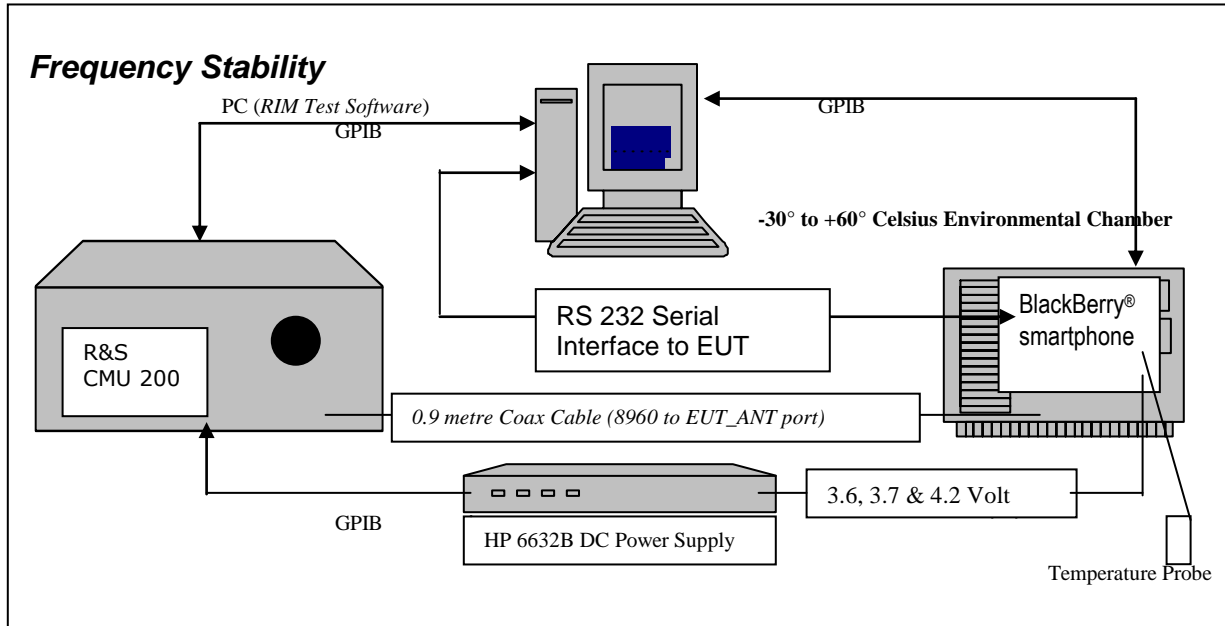 Frequency Stability
PC (RIM Test Software)
GPIB
GPIB
-30° to +60° Celsius Environmental Chamber
RS 232 Serial
Interface to EUT
BlackBerry®
smartphone
R&S
CMU 200
0.9 metre Coax Cable (8960 to EUT_ANT port)
3.6, 3.7 & 4.2 Volt
GPIB
HP 6632B DC Power Supply
Temperature Probe